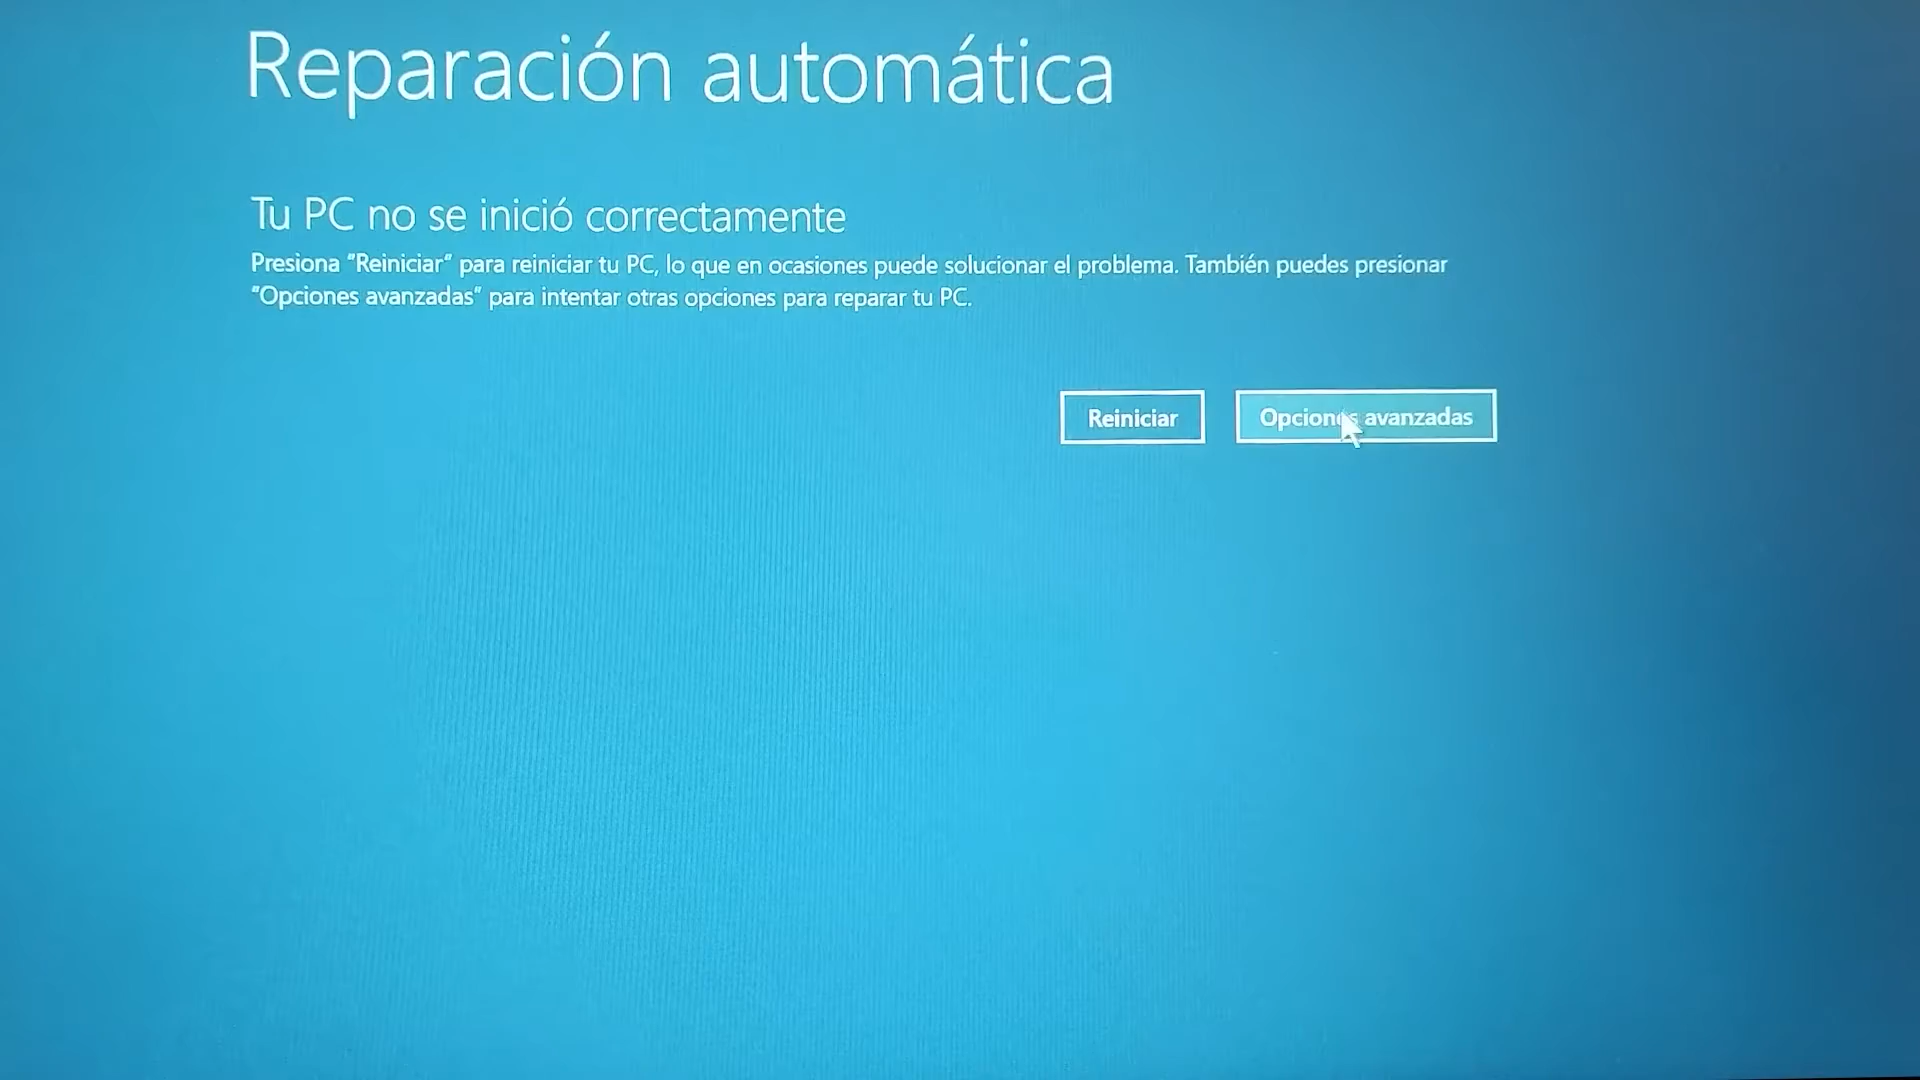 Reparación automática
Tu PC no se inició correctamente
Presiona "Reiniciar" para reiniciar tu PC, lo que en ocasiones puede solucionar el problema. También puedes presionar
"Opciones avanzadas" para intentar otras opciones para reparar tu PC.
Reiniciar
Opciones avanzadas